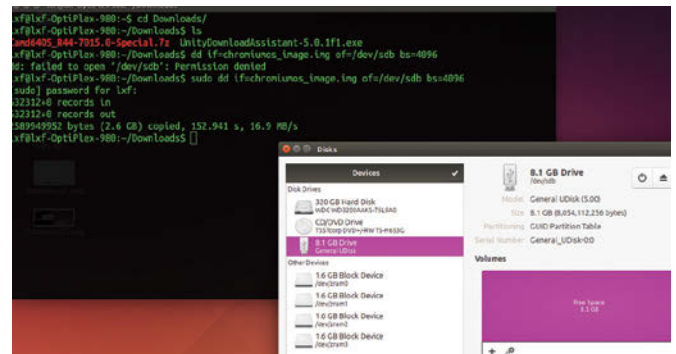 lxf@lxf-OptiPlex-980:~$ cd Downloads/
lxf@lxf-OptiPlex-980:~/Downloads$ ls
amd64OS_R44-7015.0-Special.7z UnityDownloadAssistant-5.0.1f1.exe
xf@lxf-OptiPlex-980:~/Downloads$ dd if=chromiumos_image.img of=/dev/sdb bs=4096
dd: failed to open '/dev/sdb': Permission denied
xf@lxf-OptiPlex-980:~/Downloads$ sudo dd if=chromiumos_image.img of=/dev/sdb bs=4096
[sudo] password for lxf:
632312+0 records in
632312+0 records out
2589949952 bytes (2.6 GB) copied, 152.941 s, 16.9 MB/s
xf@lxf-OptiPlex-980:~/Downloads$
Disks
Devices
Disk Drives
320 GB Hard Disk
CD/DVD Drive
8.1 GB Drive
General UDisk
Other Devices
1.6 GB Block Device
/dev/zram0
1.6 GB Block Device
/dev/zram1
1.6 GB Block Device
1.6 GB Block Device
8.1 GB Drive
/dev/sdb
Model General UDisk (5.00)
Size 8.1 GB (8,054,112,256 bytes)
Partitioning GUID Partition Table
Serial Number General_UDisk-0:0
Volumes
Free Space